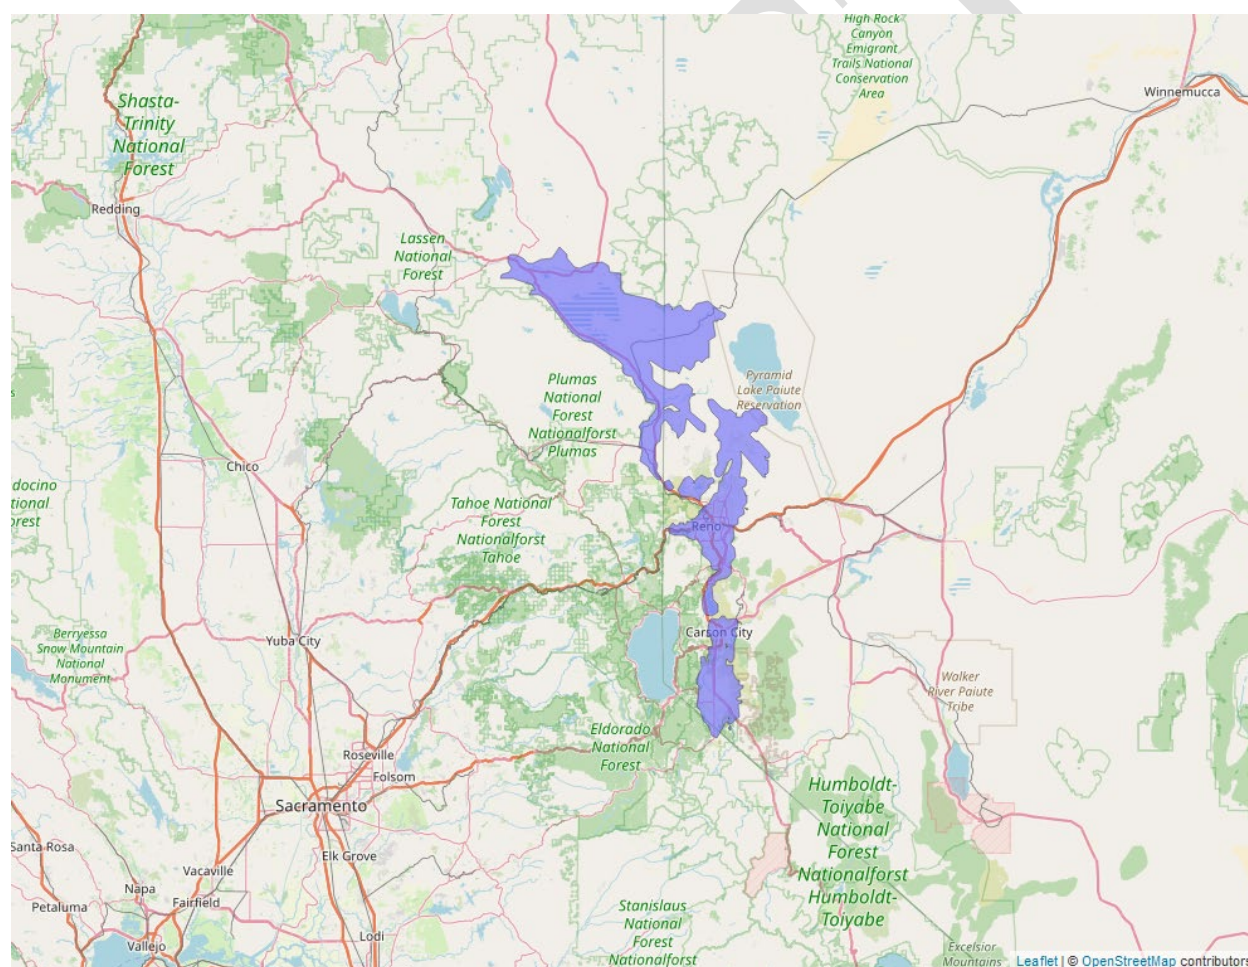 High Rock
Canyon
Emigrant
Trails National
Conservation
Area
Winnemucca
Shasta-
Trinity
National
Forest
Redding
Lassen
National
Forest
Pyramid
Lake Paiute
Reservation
Plumas
National
Forest
Nationalforst
Plumas
Chico
docino
tional
orest
Tahoe National
Forest
Nationalforst
Tahoe
Reno
Berryessa
Snow Mountain
National
Monument
Yuba City
Carson City
Walker
River Paiute
Tribe
Eldorado
National
Forest
Roseville
Folsom
Sacramento
Humboldt-
Toiyabe
National
Forest
Nationalforst
Humboldt-
Toiyabe
Santa Rosa
Elk Grove
Vacaville
Napa
Fairfield
Petaluma
Lodi
Vallejo
Stanislaus
National
Forest
Nationalforst
Excelsior
Mountains
Leaflet | © OpenStreetMap contributors